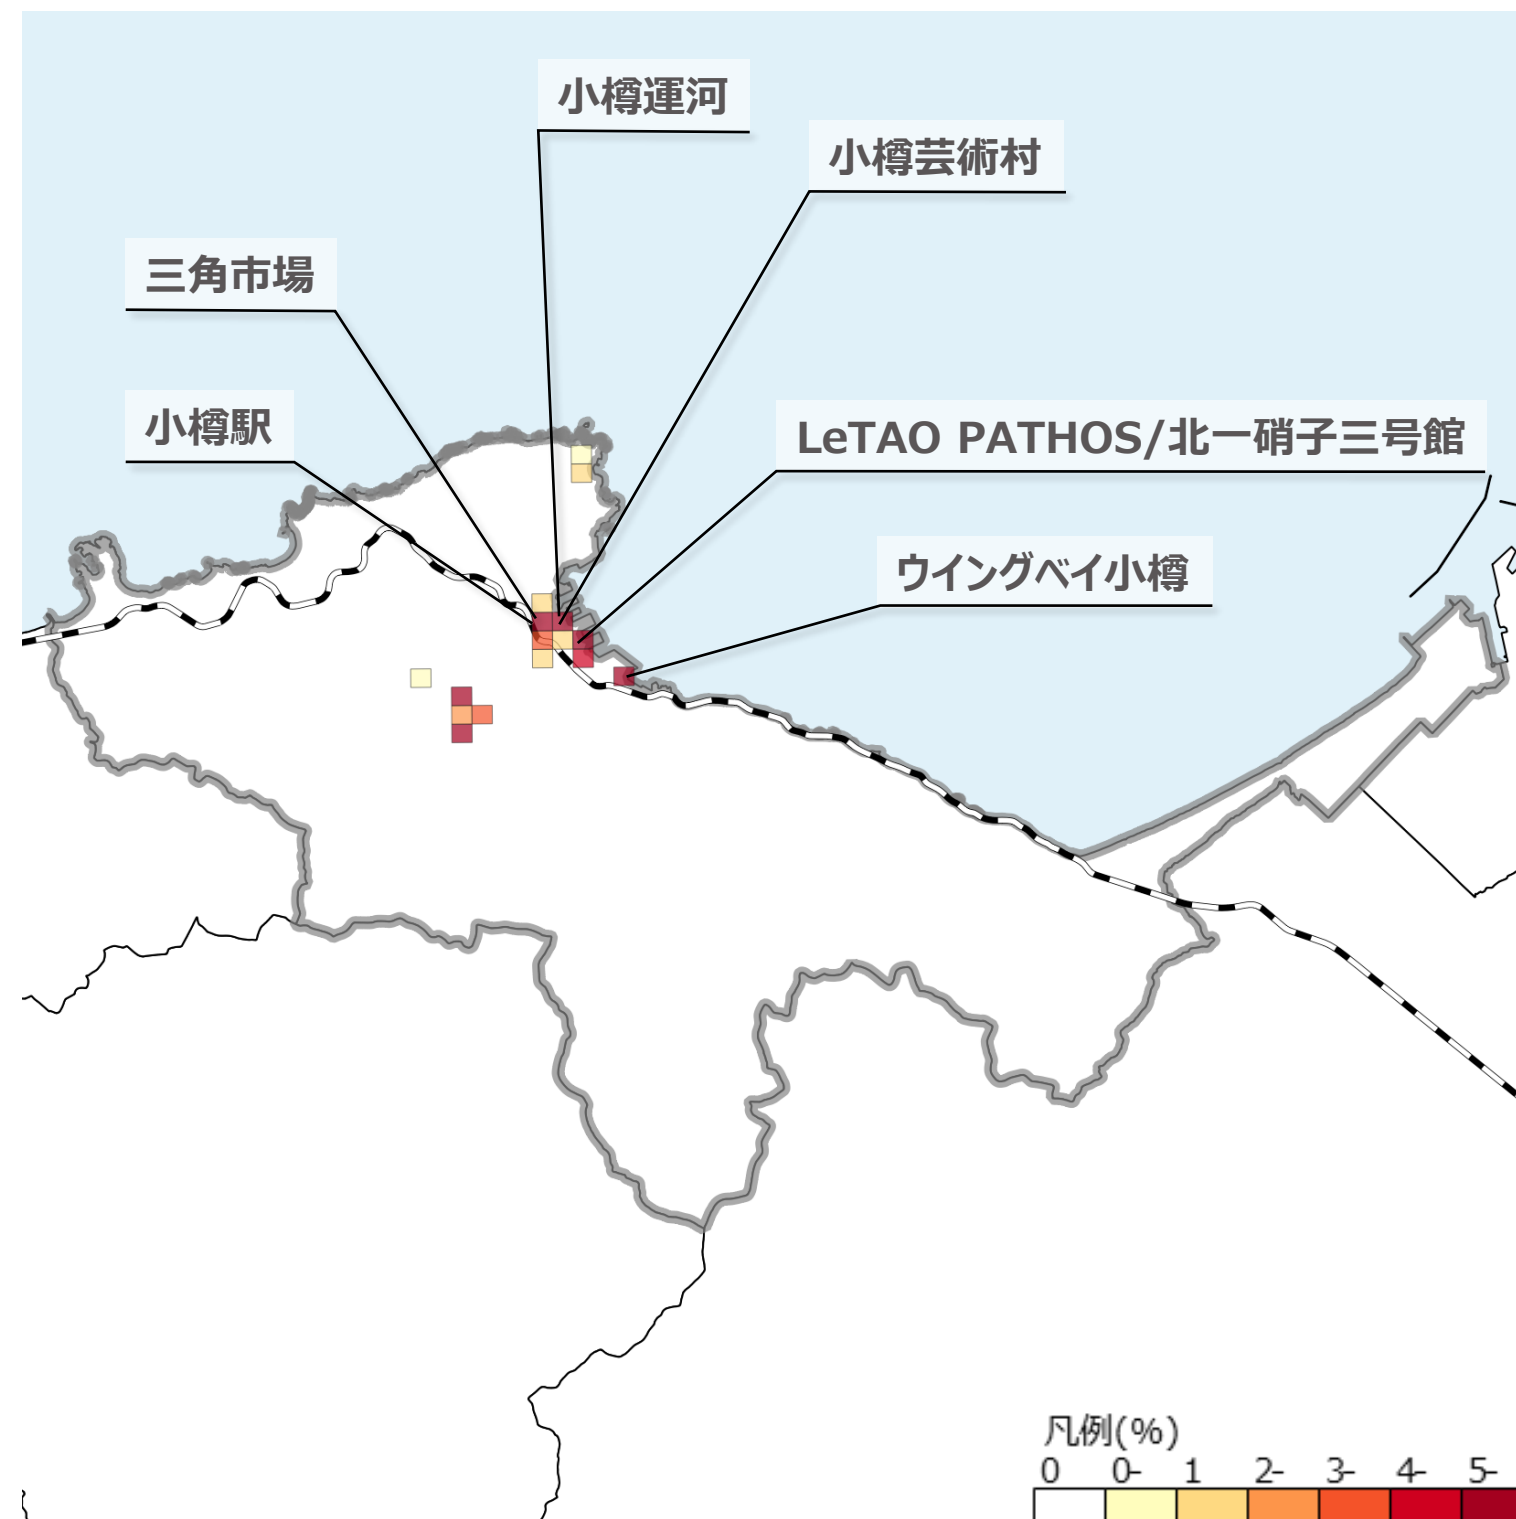 小樽運河
小樽芸術村
三角市場
小樽駅
LeTAO PATHOS/北一硝子三号館
ウイングベイ小樽
凡例(%)
0 0- 1 2- 3- 4- 5-